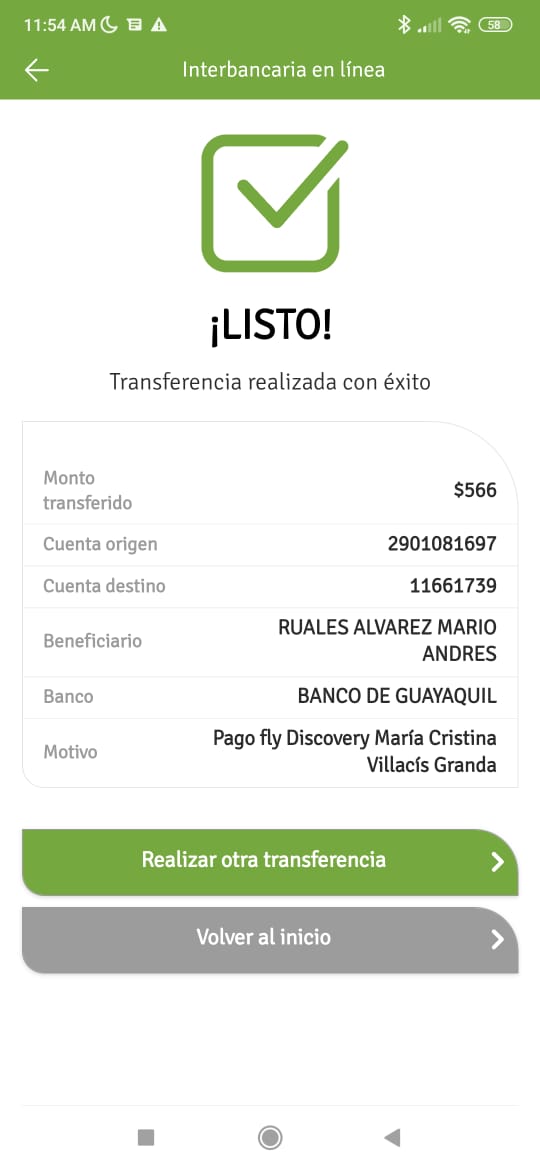 11:54 AM
58
Interbancaria en línea
¡LISTO!
Transferencia realizada con éxito
Monto
transferido
$566
Cuenta origen
2901081697
Cuenta destino
11661739
Beneficiario
RUALES ALVAREZ MARIO
ANDRES
Banco
BANCO DE GUAYAQUIL
Motivo
Pago fly Discovery María Cristina
Villacís Granda
Realizar otra transferencia
Volver al inicio